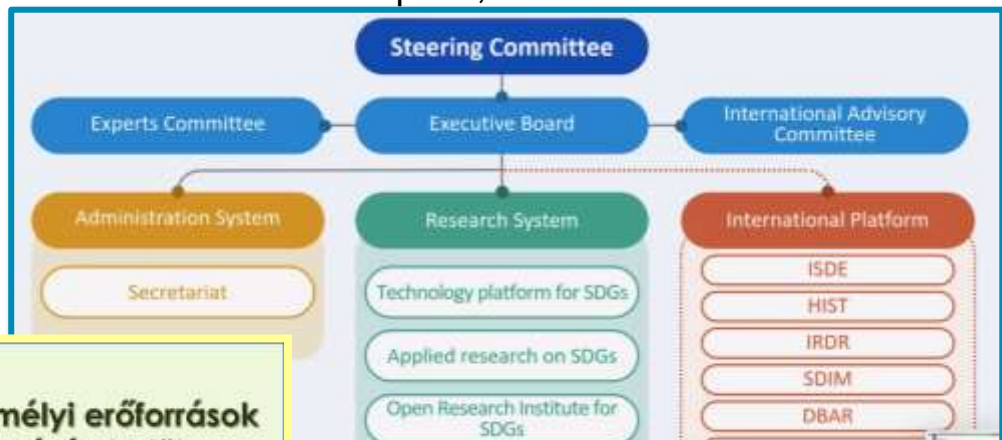 Steering Committee
Experts Committee
Executive Board
International Advisory
Committee
Administration System
Research System
International Platform
Secretariat
Technology platform for SDGs
Applied research on SDGs
Open Research Institute for
SDGs
ISDE
HIST
IRDR
SDIM
DBAR
erőforrások